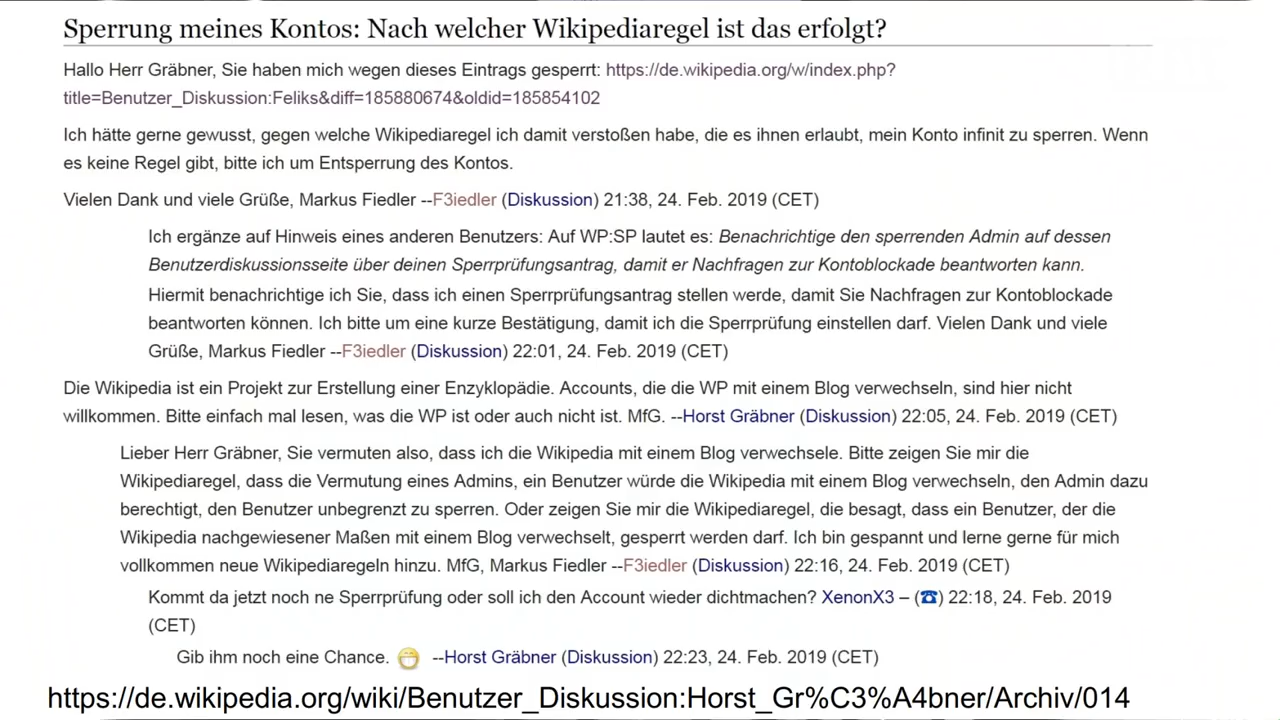 Sperrung meines Kontos: Nach welcher Wikipediaregel ist das erfolgt?
Hallo Herr Gräbner, Sie haben mich wegen dieses Eintrags gesperrt: https://de.wikipedia.org/w/index.php?
title=Benutzer_Diskussion:Feliks&diff=185880674&oldid=185854102
Ich hätte gerne gewusst, gegen welche Wikipediaregel ich damit verstoßen habe, die es ihnen erlaubt, mein Konto infinit zu sperren. Wenn
es keine Regel gibt, bitte ich um Entsperrung des Kontos.
Vielen Dank und viele Grüße, Markus Fiedler --F3iedler (Diskussion) 21:38, 24. Feb. 2019 (CET)
Ich ergänze auf Hinweis eines anderen Benutzers: Auf WP:SP lautet es: Benachrichtige den sperrenden Admin auf dessen
Benutzerdiskussionsseite über deinen Sperrprüfungsantrag, damit er Nachfragen zur Kontoblockade beantworten kann.
Hiermit benachrichtige ich Sie, dass ich einen Sperrprüfungsantrag stellen werde, damit Sie Nachfragen zur Kontoblockade
beantworten können. Ich bitte um eine kurze Bestätigung, damit ich die Sperrprüfung einstellen darf. Vielen Dank und viele
Grüße, Markus Fiedler --F3iedler (Diskussion) 22:01, 24. Feb. 2019 (CET)
Die Wikipedia ist ein Projekt zur Erstellung einer Enzyklopädie. Accounts, die die WP mit einem Blog verwechseln, sind hier nicht
willkommen. Bitte einfach mal lesen, was die WP ist oder auch nicht ist. MfG. --Horst Gräbner (Diskussion) 22:05, 24. Feb. 2019 (CET)
Lieber Herr Gräbner, Sie vermuten also, dass ich die Wikipedia mit einem Blog verwechsele. Bitte zeigen Sie mir die
Wikipediaregel, dass die Vermutung eines Admins, ein Benutzer würde die Wikipedia mit einem Blog verwechseln, den Admin dazu
berechtigt, den Benutzer unbegrenzt zu sperren. Oder zeigen Sie mir die Wikipediaregel, die besagt, dass ein Benutzer, der die
Wikipedia nachgewiesener Maßen mit einem Blog verwechselt, gesperrt werden darf. Ich bin gespannt und lerne gerne für mich
vollkommen neue Wikipediaregeln hinzu. MfG, Markus Fiedler --F3iedler (Diskussion) 22:16, 24. Feb. 2019 (CET)
Kommt da jetzt noch ne Sperrprüfung oder soll ich den Account wieder dichtmachen? XenonX3 – (☎) 22:18, 24. Feb. 2019
(CET)
Gib ihm noch eine Chance. --Horst Gräbner (Diskussion) 22:23, 24. Feb. 2019 (CET)
https://de.wikipedia.org/wiki/Benutzer_Diskussion:Horst_Gr%C3%A4bner/Archiv/014